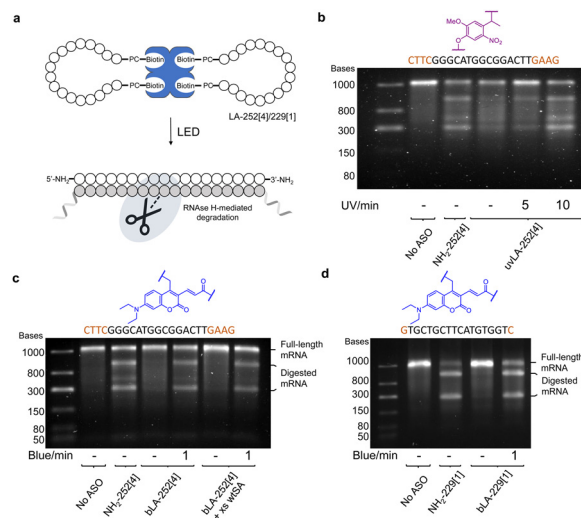 a
PC-Biotin
Biotin-PC
PC-Biotin
Biotin-PC
LA-252[4]/229[1]
LED
5'-NH2
3'-NH2
RNAse H-mediated
degradation
b
MeO
O
NO2
CTTCGGGCATGGCGGACTTGAAG
Bases
1000
800
300
150
80
UV/min
-
-
-
5
10
No ASO
NH2-252[4]
uvLA-252[4]
c
N
O
O
O
CTTCGGGCATGGCGGACTTGAAG
Bases
1000
800
300
150
80
50
Full-length
mRNA
Digested
mRNA
Blue/min
-
-
-
1
-
1
No ASO
NH2-252[4]
bLA-252[4]
bLA-252[4]
+ xs wtSA
d
N
O
O
O
GTGCTGCTTCATGTGGTC
Bases
1000
800
300
150
80
50
Full-length
mRNA
Digested
mRNA
Blue/min
-
-
-
1
No ASO
NH2-229[1]
bLA-229[1]